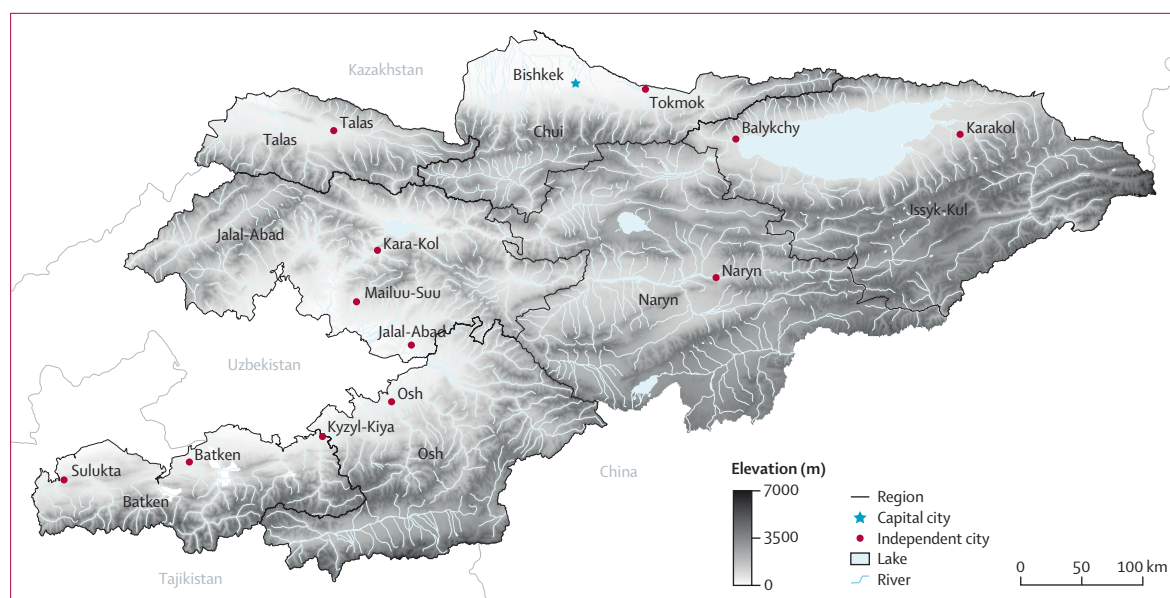 Kazakhstan
Bishkek
Tokmok
Talas
Talas
Chui
Balykchy
Karakol
Issyk-Kul
Jalal-Abad
Kara-Kol
Mailuu-Suu
Naryn
Naryn
Jalal-Abad
Uzbekistan
Osh
Kyzyl-Kiya
Osh
Batken
Sulukta
Batken
China
Tajikistan
Elevation (m)
7000
3500
0
Region
Capital city
Independent city
Lake
River
0 50 100 km